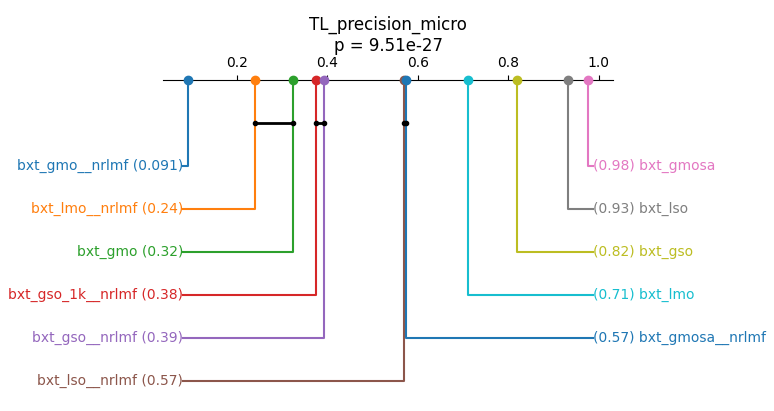 TL_precision_micro
p = 9.51e-27
0.2 0.4 0.6 0.8 1.0
bxt_gmo__nrlmf (0.091) (0.98) bxt_gmosa
bxt_lmo__nrlmf (0.24) (0.93) bxt_lso
bxt_gmo (0.32) (0.82) bxt_gso
bxt_gso_1k__nrlmf (0.38) (0.71) bxt_lmo
bxt_gso__nrlmf (0.39) (0.57) bxt_gmosa__nrlmf
bxt_lso__nrlmf (0.57)